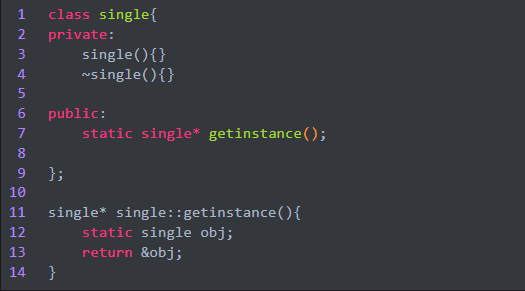 1 class single{
2 private:
3     single(){}
4     ~single(){}
5
6 public:
7     static single* getinstance();
8
9 };
10
11 single* single::getinstance(){
12     static single obj;
13     return &obj;
14 }